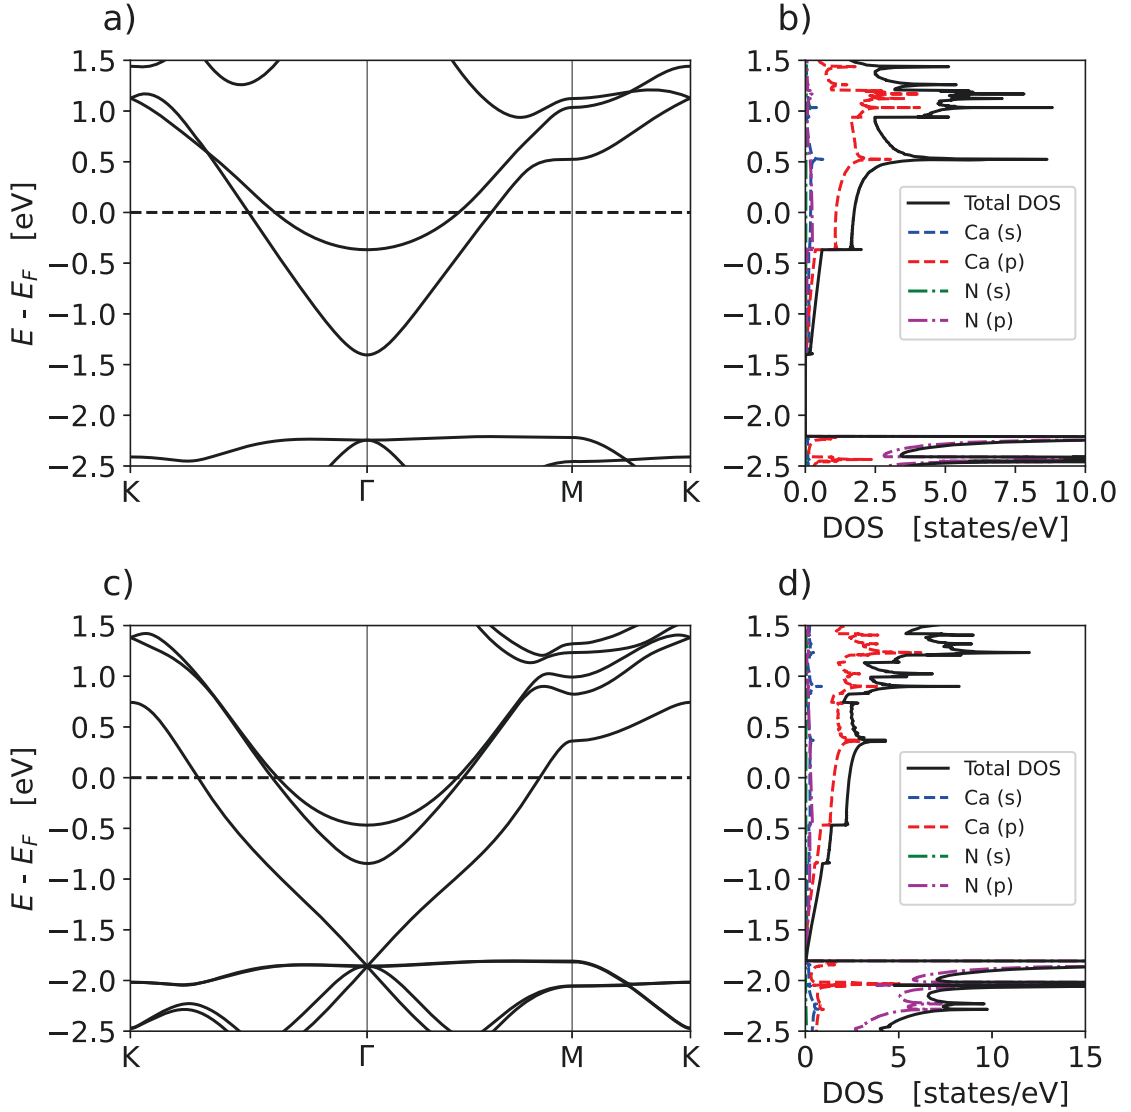 a)
b)
1.5
1.0
0.5
0.0
−0.5
−1.0
−1.5
−2.0
−2.5
E - E_F [eV]
K Γ M K
1.5
1.0
0.5
0.0
−0.5
−1.0
−1.5
−2.0
−2.5
Total DOS
Ca (s)
Ca (p)
N (s)
N (p)
0.0 2.5 5.0 7.5 10.0
DOS [states/eV]
c)
d)
1.5
1.0
0.5
0.0
−0.5
−1.0
−1.5
−2.0
−2.5
E - E_F [eV]
K Γ M K
1.5
1.0
0.5
0.0
−0.5
−1.0
−1.5
−2.0
−2.5
Total DOS
Ca (s)
Ca (p)
N (s)
N (p)
0 5 10 15
DOS [states/eV]